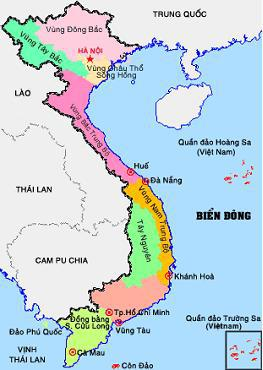 TRUNG QUỐC
Vùng Đông Bắc
Vùng Tây Bắc
HÀ NỘI
Vùng Châu Thổ
Sông Hồng
LÀO
Vùng Bắc Trung Bộ
Quần đảo Hoàng Sa
(Việt Nam)
Huế
Đà Nẵng
THÁI LAN
Vùng Nam Trung Bộ
BIỂN ĐÔNG
Tây Nguyên
CAM PU CHIA
Khánh Hoà
Đồng bằng
S. Cửu Long
Tp.Hồ Chí Minh
Quần đảo Trường Sa
(Việtnam)
Đảo Phú Quốc
Vũng Tàu
VỊNH
THÁI LAN
Cà Mau
Côn Đảo